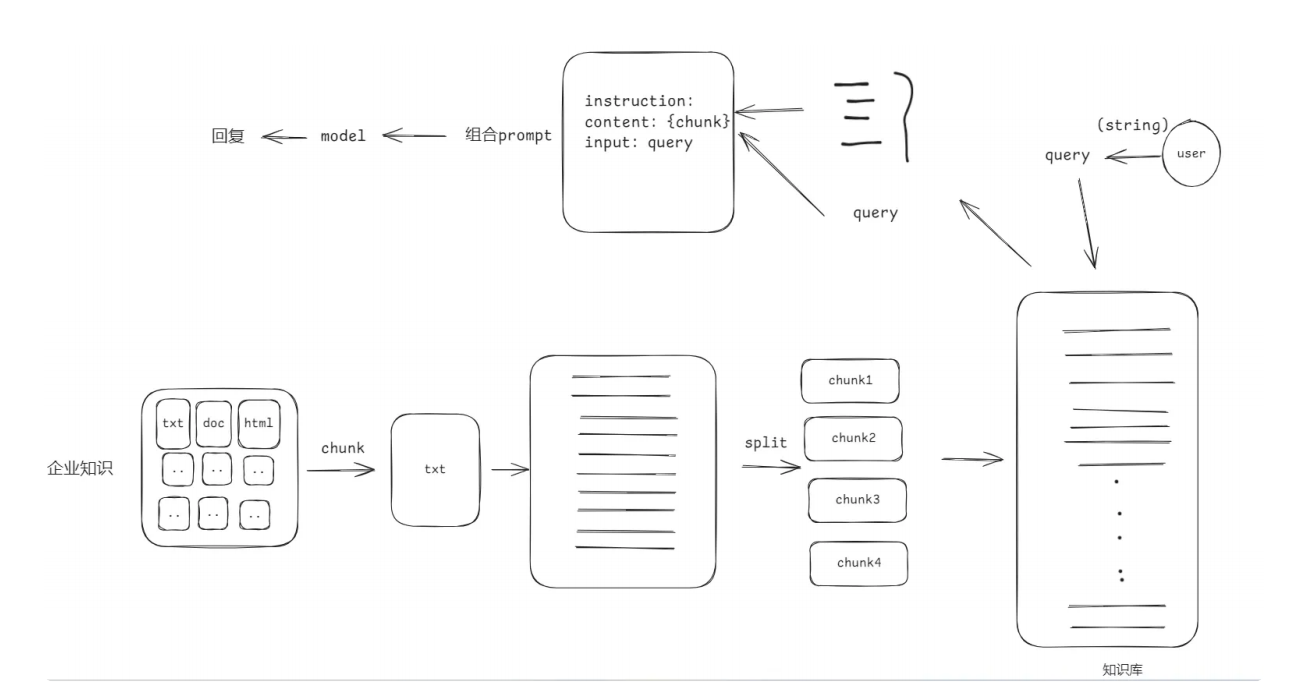 instruction:
content: {chunk}
input: query
回复
model
组合prompt
(string)
query
user
query
企业知识
txt
doc
html
..
..
..
..
..
..
chunk
txt
split
chunk1
chunk2
chunk3
chunk4
知识库